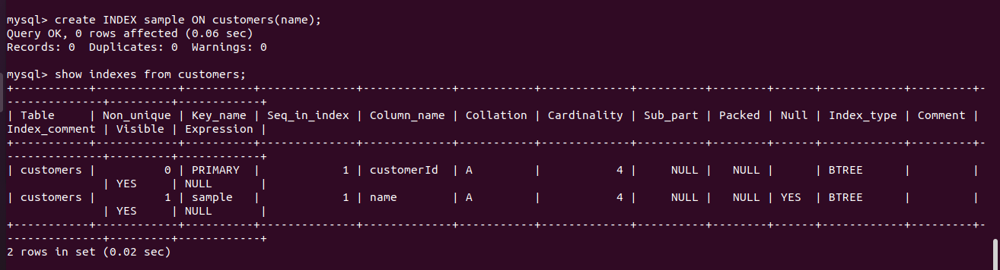 mysql> create INDEX sample ON customers(name);
Query OK, 0 rows affected (0.06 sec)
Records: 0  Duplicates: 0  Warnings: 0

mysql> show indexes from customers;
+-----------+------------+----------+--------------+-------------+-----------+-------------+----------+--------+------+------------+---------+-
--------------+---------+------------+
| Table     | Non_unique | Key_name | Seq_in_index | Column_name | Collation | Cardinality | Sub_part | Packed | Null | Index_type | Comment |
Index_comment | Visible | Expression |
+-----------+------------+----------+--------------+-------------+-----------+-------------+----------+--------+------+------------+---------+-
--------------+---------+------------+
| customers |          0 | PRIMARY  |            1 | customerId  | A         |           4 |     NULL |   NULL |      | BTREE      |         |
              | YES     | NULL       |
| customers |          1 | sample   |            1 | name        | A         |           4 |     NULL |   NULL | YES  | BTREE      |         |
              | YES     | NULL       |
+-----------+------------+----------+--------------+-------------+-----------+-------------+----------+--------+------+------------+---------+-
--------------+---------+------------+
2 rows in set (0.02 sec)